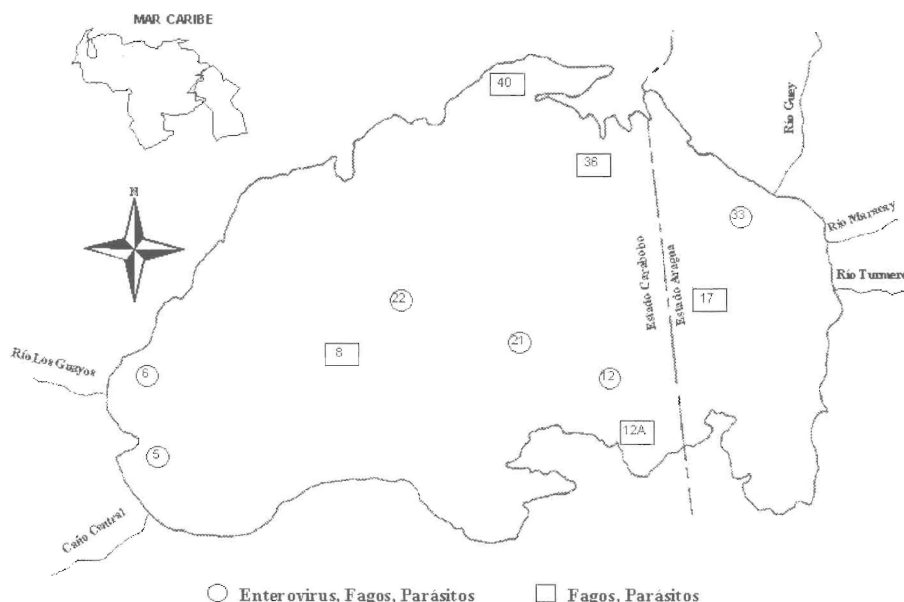 MAR CARIBE
40
Río Guey
36
N
33
Río Maracay
Río Turmero
Estado Carabobo
Estado Aragua
22
17
21
8
Río Los Guayos
6
12
12A
5
Caño Central
Enterovirus, Fagos, Parásitos
Fagos, Parásitos